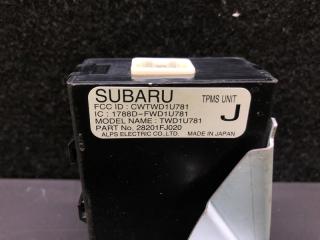 SUBARU TPMS UNIT
FCC ID : CWTWD1U781
IC : 1788D-FWD1U781 J
MODEL NAME : TWD1U781
PART No. 28201FJ020
ALPS ELECTRIC CO.,LTD. MADE IN JAPAN